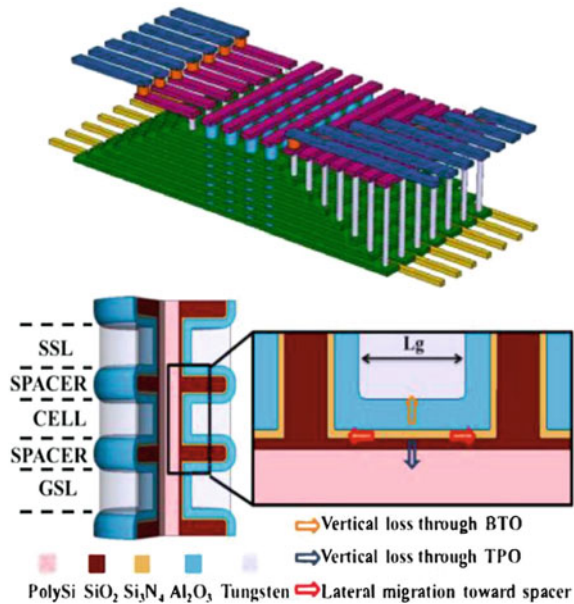 SSL
SPACER
CELL
SPACER
GSL
Lg
Vertical loss through BTO
Vertical loss through TPO
Lateral migration toward spacer
PolySi SiO₂ Si₃N₄ Al₂O₃ Tungsten